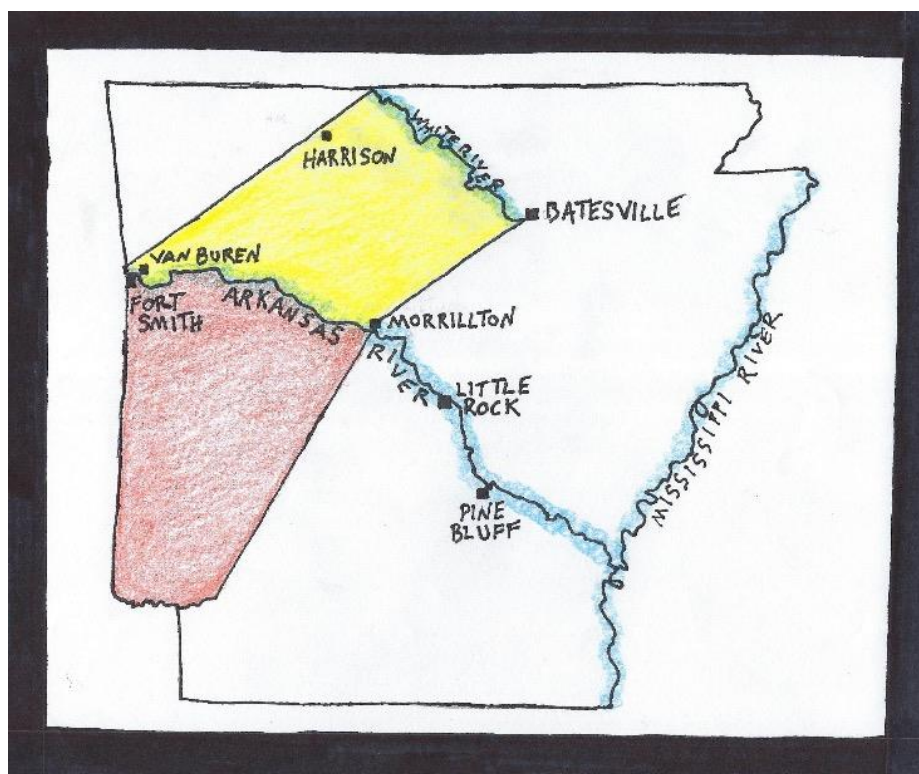 WHITE RIVER
HARRISON
BATESVILLE
VAN BUREN
FORT
SMITH
ARKANSAS
RIVER
MORRILLTON
LITTLE
ROCK
MISSISSIPPI RIVER
PINE
BLUFF